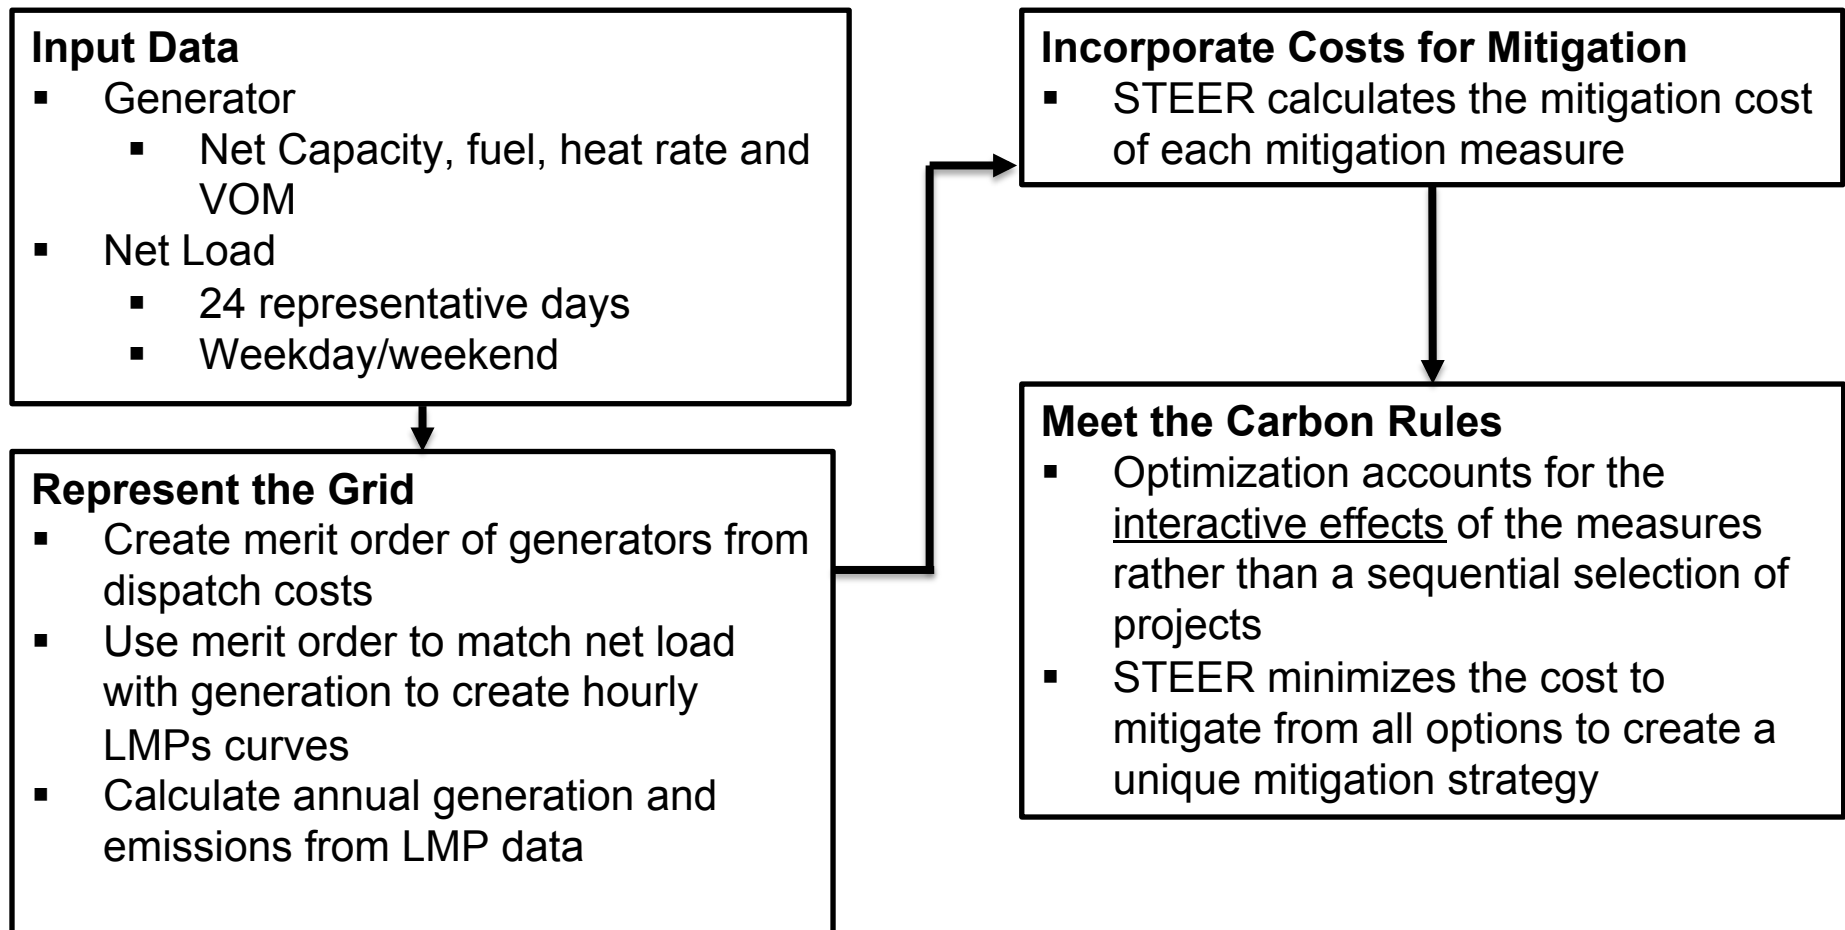 Input Data
▪ Generator
▪ Net Capacity, fuel, heat rate and
VOM
▪ Net Load
▪ 24 representative days
▪ Weekday/weekend
Represent the Grid
▪ Create merit order of generators from
dispatch costs
▪ Use merit order to match net load
with generation to create hourly
LMPs curves
▪ Calculate annual generation and
emissions from LMP data
Incorporate Costs for Mitigation
▪ STEER calculates the mitigation cost
of each mitigation measure
Meet the Carbon Rules
▪ Optimization accounts for the
interactive effects of the measures
rather than a sequential selection of
projects
▪ STEER minimizes the cost to
mitigate from all options to create a
unique mitigation strategy